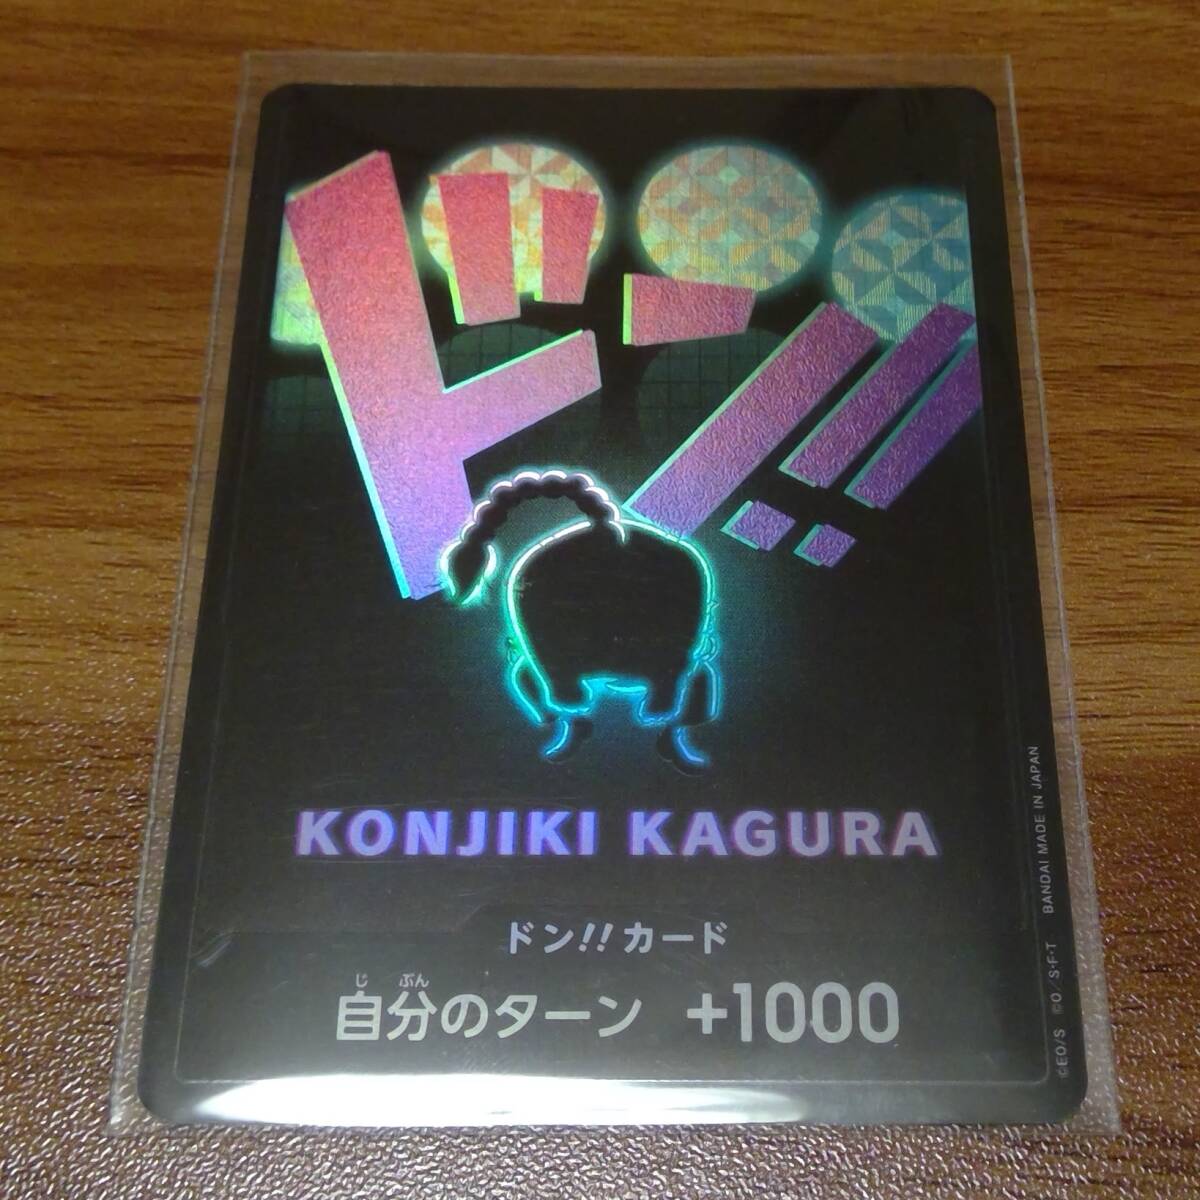 ドン!!
KONJIKI KAGURA
ドン!!カード
じ ぶん
自分のターン +1000
©EO/S ©O／S・F・T BANDAI MADE IN JAPAN